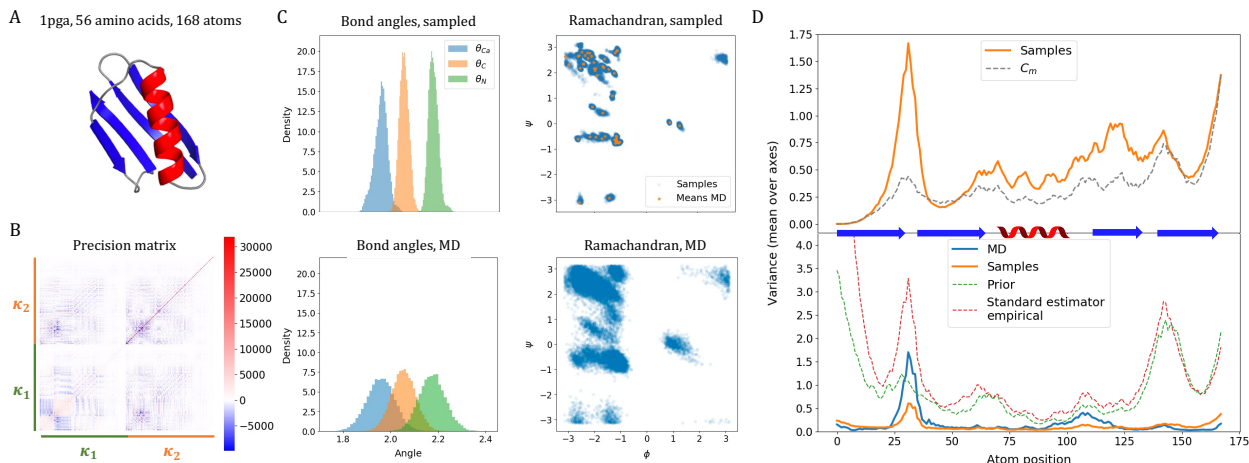 A
1pga, 56 amino acids, 168 atoms
B
Precision matrix
κ2
κ1
κ1
κ2
30000
25000
20000
15000
10000
5000
0
−5000
C
Bond angles, sampled
θCa
θC
θN
Density
20.0
17.5
15.0
12.5
10.0
7.5
5.0
2.5
0.0
Ramachandran, sampled
ψ
3
2
1
0
−1
−2
−3
Samples
Means MD
Bond angles, MD
Density
20.0
17.5
15.0
12.5
10.0
7.5
5.0
2.5
0.0
1.8
2.0
2.2
2.4
Angle
Ramachandran, MD
ψ
3
2
1
0
−1
−2
−3
−3
−2
−1
0
1
2
3
ϕ
D
Variance (mean over axes)
1.75
1.50
1.25
1.00
0.75
0.50
0.25
0.00
Samples
Cm
4.0
3.5
3.0
2.5
2.0
1.5
1.0
0.5
0.0
MD
Samples
Prior
Standard estimator
empirical
0
25
50
75
100
125
150
175
Atom position